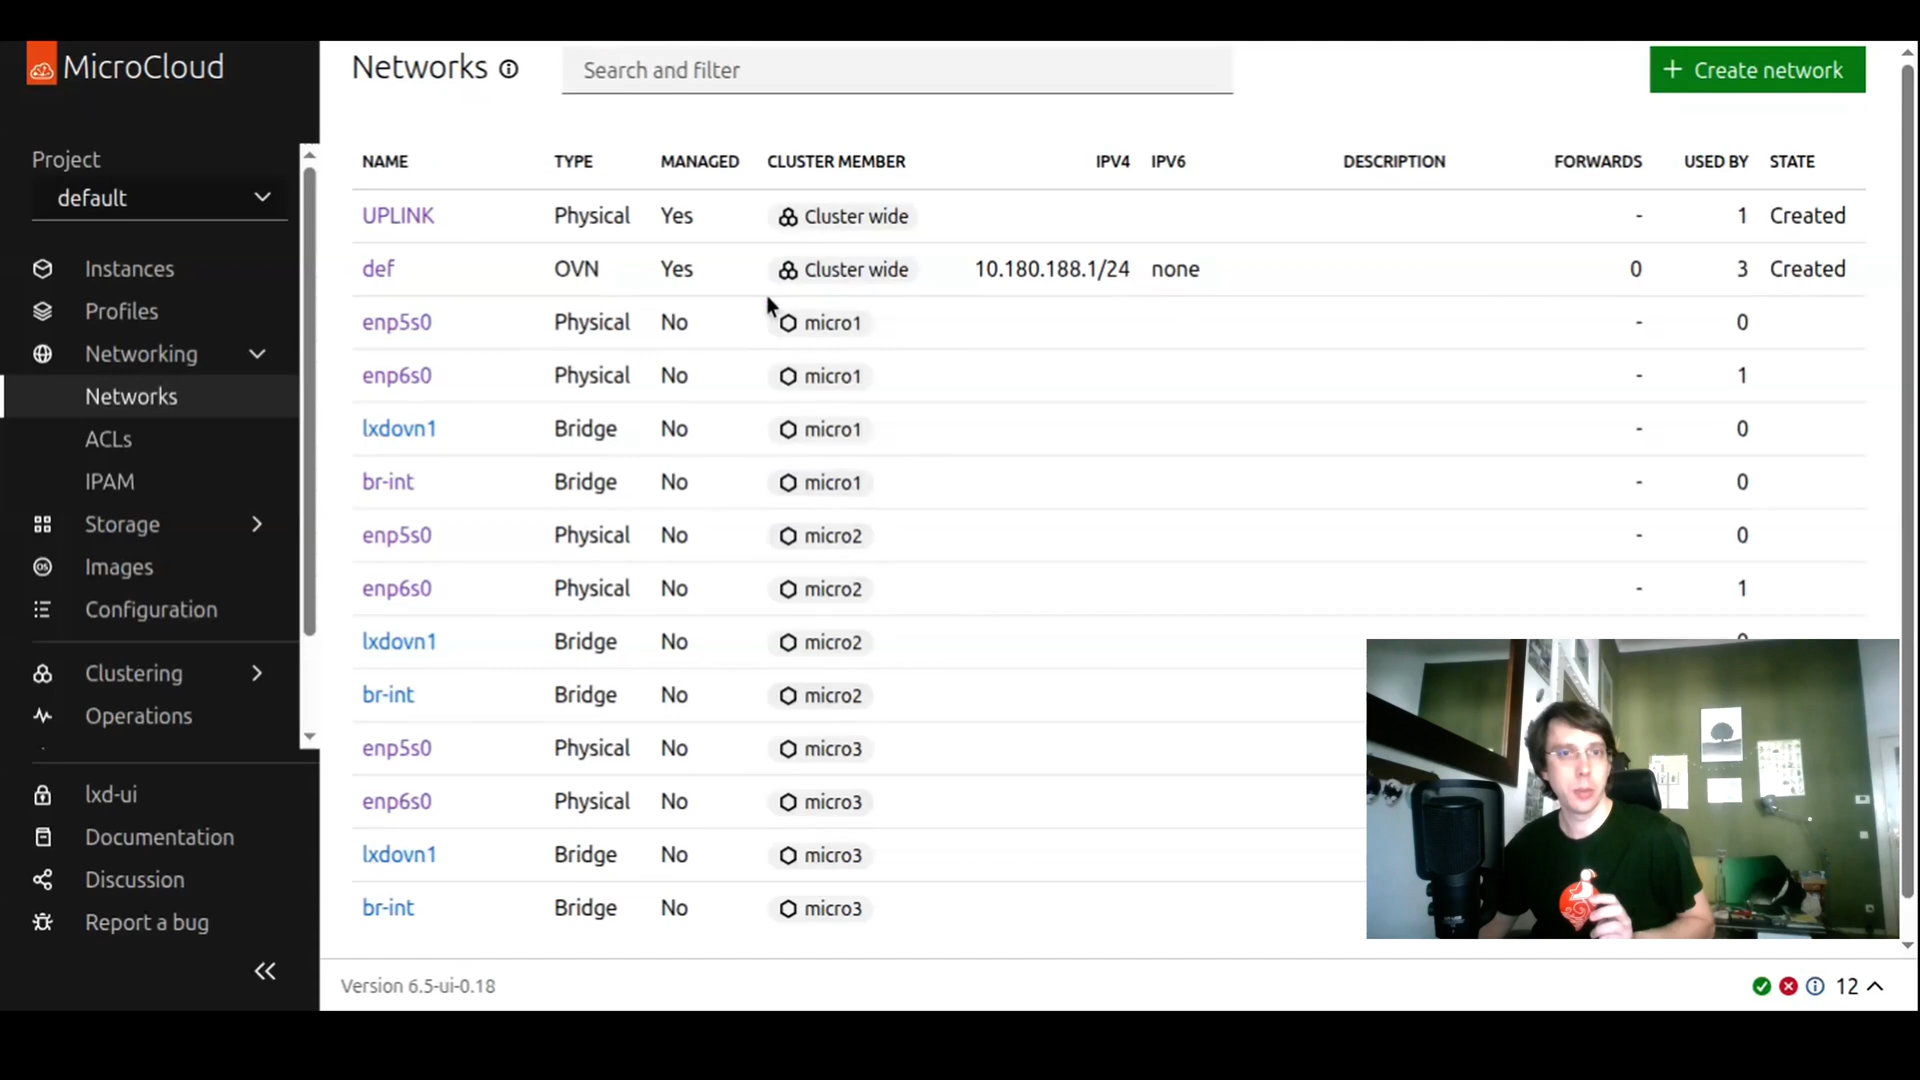 MicroCloud
Project
default
Instances
Profiles
Networking
Networks
ACLs
IPAM
Storage
Images
Configuration
Clustering
Operations
lxd-ui
Documentation
Discussion
Report a bug
Networks
Search and filter
+ Create network
NAME TYPE MANAGED CLUSTER MEMBER IPV4 IPV6 DESCRIPTION FORWARDS USED BY STATE
UPLINK Physical Yes Cluster wide - 1 Created
def OVN Yes Cluster wide 10.180.188.1/24 none 0 3 Created
enp5s0 Physical No micro1 - 0
enp6s0 Physical No micro1 - 1
lxdovn1 Bridge No micro1 - 0
br-int Bridge No micro1 - 0
enp5s0 Physical No micro2 - 0
enp6s0 Physical No micro2 - 1
lxdovn1 Bridge No micro2
br-int Bridge No micro2
enp5s0 Physical No micro3
enp6s0 Physical No micro3
lxdovn1 Bridge No micro3
br-int Bridge No micro3
Version 6.5-ui-0.18
12